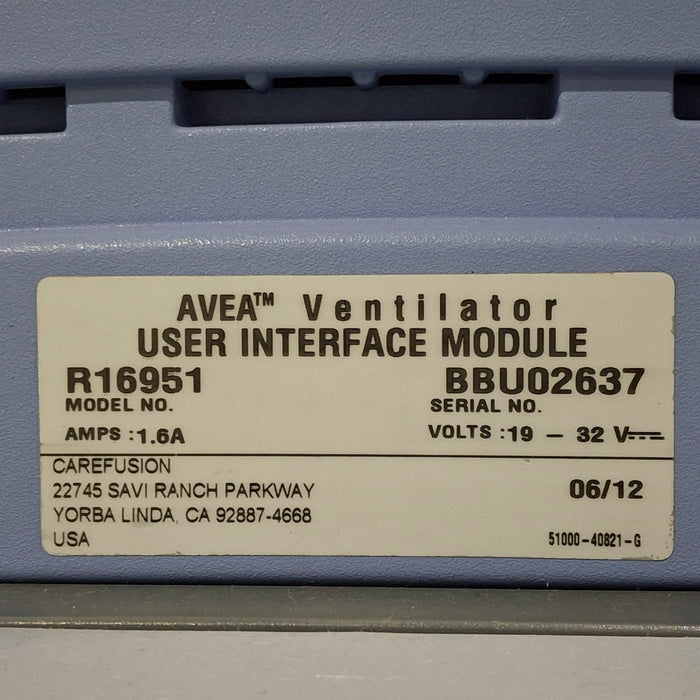 AVEA™ Ventilator
USER INTERFACE MODULE
R16951 BBU02637
MODEL NO. SERIAL NO.
AMPS : 1.6A VOLTS : 19 – 32 V⎓
CAREFUSION
22745 SAVI RANCH PARKWAY 06/12
YORBA LINDA, CA 92887-4668
USA 51000-40821-G